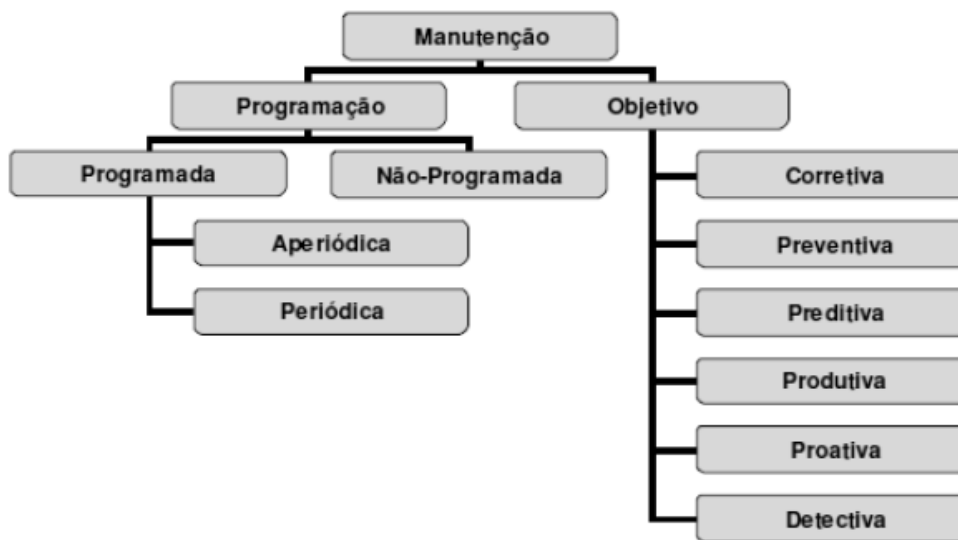 Manutenção
Programação
Objetivo
Programada
Não-Programada
Aperiódica
Periódica
Corretiva
Preventiva
Preditiva
Produtiva
Proativa
Detectiva